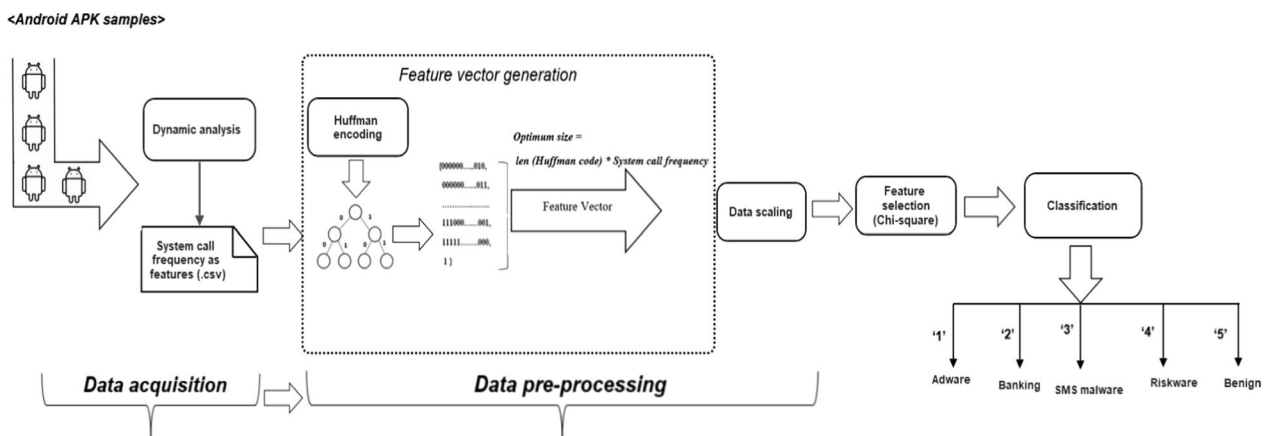 <Android APK samples>
Dynamic analysis
System call
frequency as
features (.csv)
Feature vector generation
Huffman
encoding
0 1
0 1 0 1
{000000.....010,
000000......011,
......................
111000.......001,
11111.........000,
1 }
Optimum size =
len (Huffman code) * System call frequency
Feature Vector
Data scaling
Feature
selection
(Chi-square)
Classification
‘1’ ‘2’ ‘3’ ‘4’ ‘5’
Adware Banking SMS malware Riskware Benign
Data acquisition
Data pre-processing